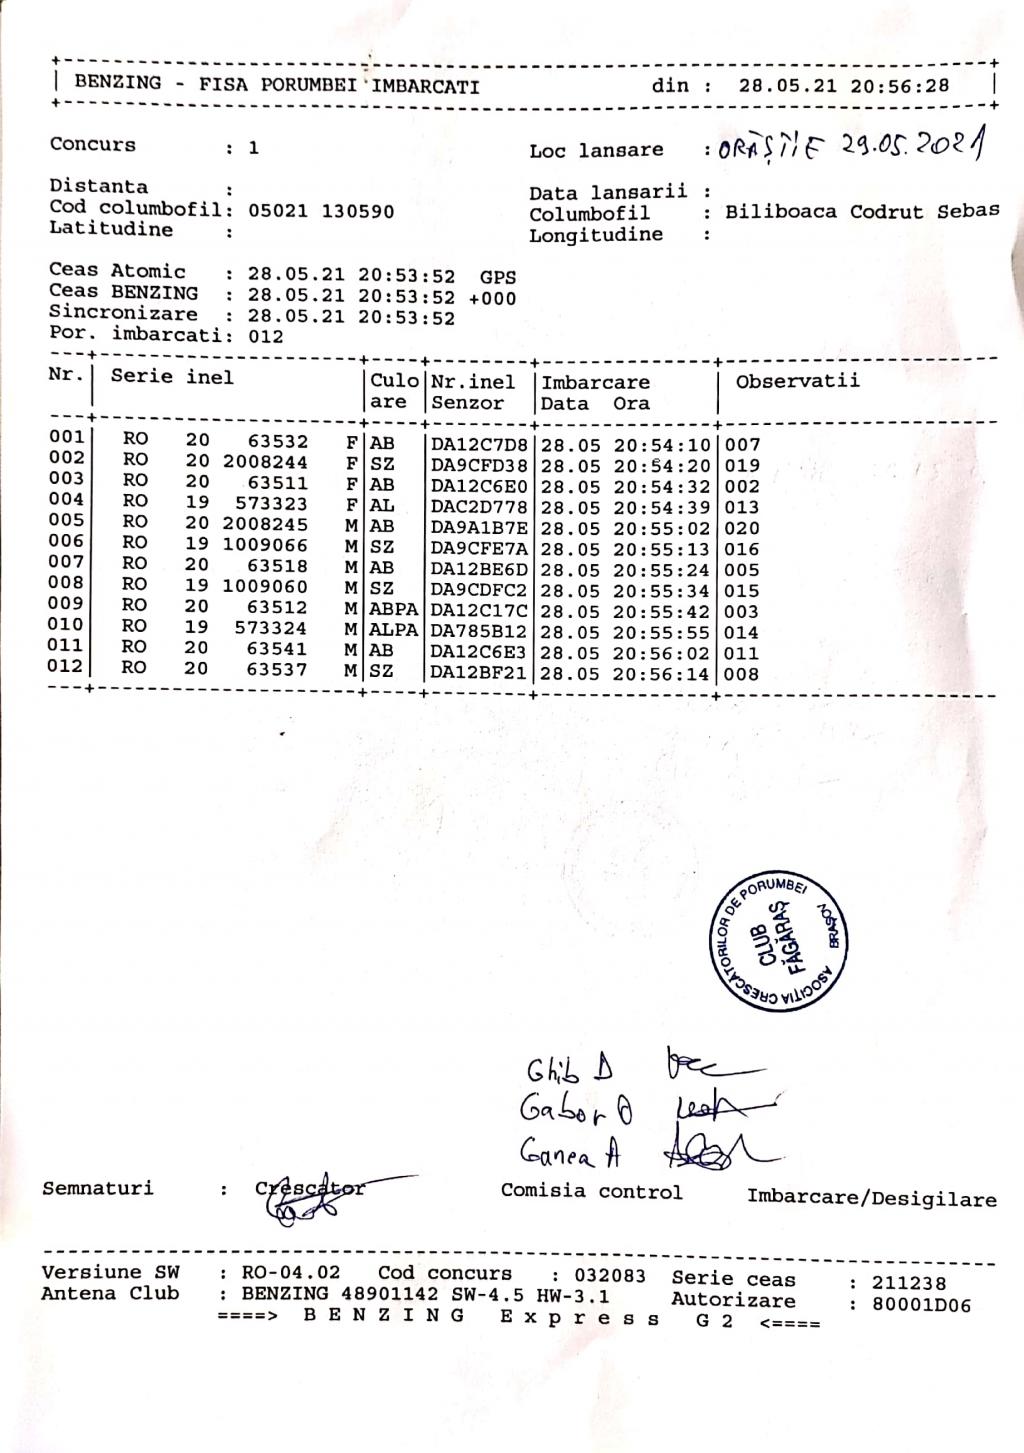 BENZING - FISA PORUMBEI IMBARCATI din : 28.05.21 20:56:28
Concurs : 1 Loc lansare : ORĂȘTIE 29.05.2021
Distanta : Data lansarii :
Cod columbofil: 05021 130590 Columbofil : Biliboaca Codrut Sebas
Latitudine : Longitudine :
Ceas Atomic : 28.05.21 20:53:52 GPS
Ceas BENZING : 28.05.21 20:53:52 +000
Sincronizare : 28.05.21 20:53:52
Por. imbarcati: 012
Nr. Serie inel Culo Nr.inel Imbarcare Observatii
are Senzor Data Ora
001 RO 20 63532 F AB DA12C7D8 28.05 20:54:10 007
002 RO 20 2008244 F SZ DA9CFD38 28.05 20:54:20 019
003 RO 20 63511 F AB DA12C6E0 28.05 20:54:32 002
004 RO 19 573323 F AL DAC2D778 28.05 20:54:39 013
005 RO 20 2008245 M AB DA9A1B7E 28.05 20:55:02 020
006 RO 19 1009066 M SZ DA9CFE7A 28.05 20:55:13 016
007 RO 20 63518 M AB DA12BE6D 28.05 20:55:24 005
008 RO 19 1009060 M SZ DA9CDFC2 28.05 20:55:34 015
009 RO 20 63512 M ABPA DA12C17C 28.05 20:55:42 003
010 RO 19 573324 M ALPA DA785B12 28.05 20:55:55 014
011 RO 20 63541 M AB DA12C6E3 28.05 20:56:02 011
012 RO 20 63537 M SZ DA12BF21 28.05 20:56:14 008
ASOCIȚIA CRESCĂTORILOR DE PORUMBEI BRAȘOV
CLUB
FĂGĂRAȘ
Ghib D
Gabor O
Ganea A
Semnaturi : Crescator Comisia control Imbarcare/Desigilare
Versiune SW : RO-04.02 Cod concurs : 032083 Serie ceas : 211238
Antena Club : BENZING 48901142 SW-4.5 HW-3.1 Autorizare : 80001D06
====> B E N Z I N G E x p r e s s G 2 <====